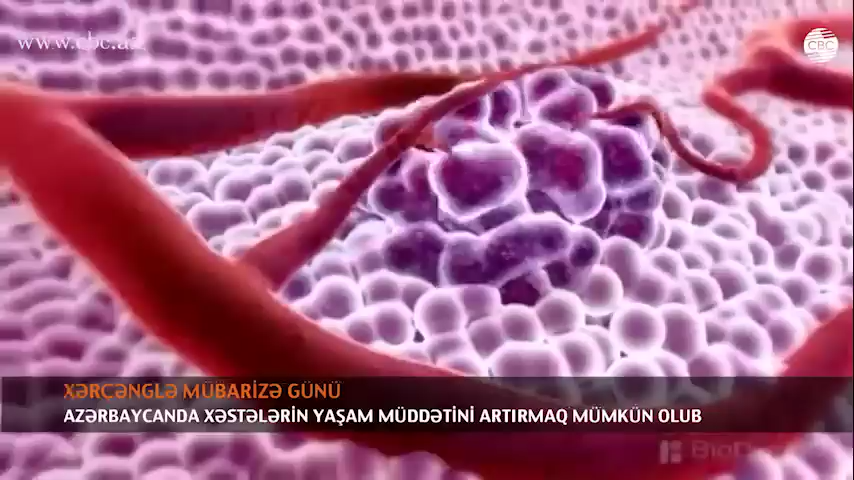 www.cbc.az
CBC
XƏRÇƏNGLƏ MÜBARİZƏ GÜNÜ
AZƏRBAYCANDA XƏSTƏLƏRİN YAŞAM MÜDDƏTİNİ ARTIRMAQ MÜMKÜN OLUB